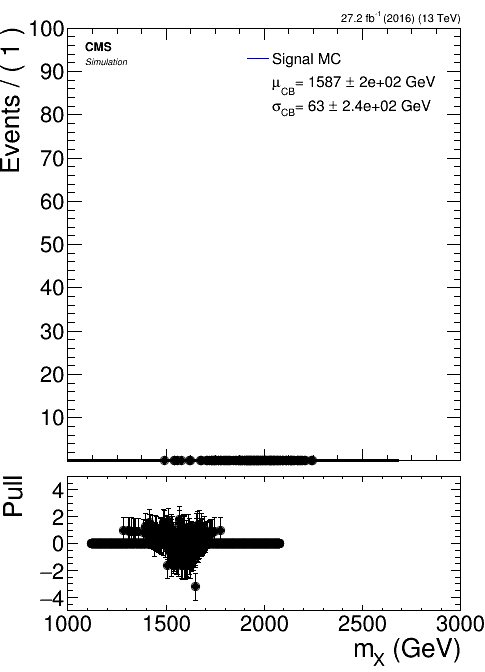 27.2 fb⁻¹ (2016) (13 TeV)
CMS
Simulation
Signal MC
μ_CB = 1587 ± 2e+02 GeV
σ_CB = 63 ± 2.4e+02 GeV
Events / ( 1 )
100
90
80
70
60
50
40
30
20
10
Pull
4
2
0
−2
−4
1000 1500 2000 2500 3000
m_X (GeV)